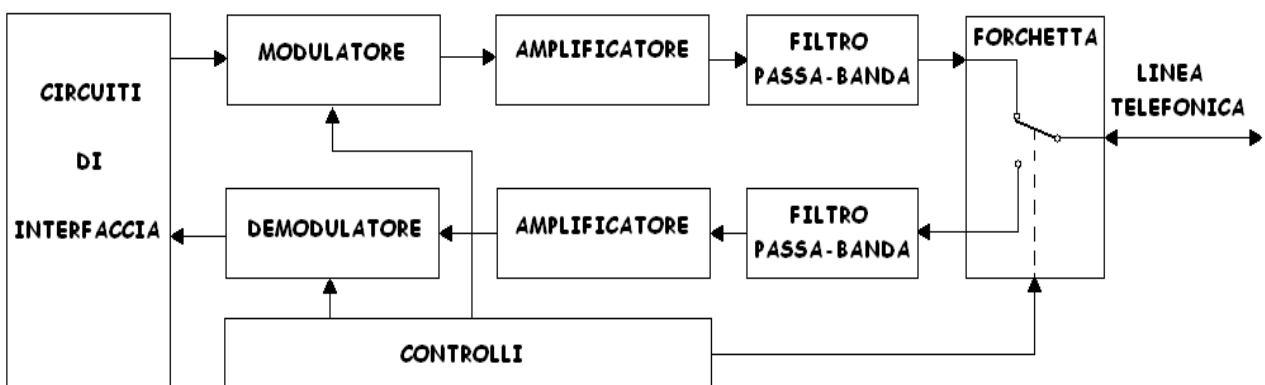 CIRCUITI
DI
INTERFACCIA
MODULATORE
AMPLIFICATORE
FILTRO
PASSA-BANDA
FORCHETTA
LINEA
TELEFONICA
DEMODULATORE
AMPLIFICATORE
FILTRO
PASSA-BANDA
CONTROLLI